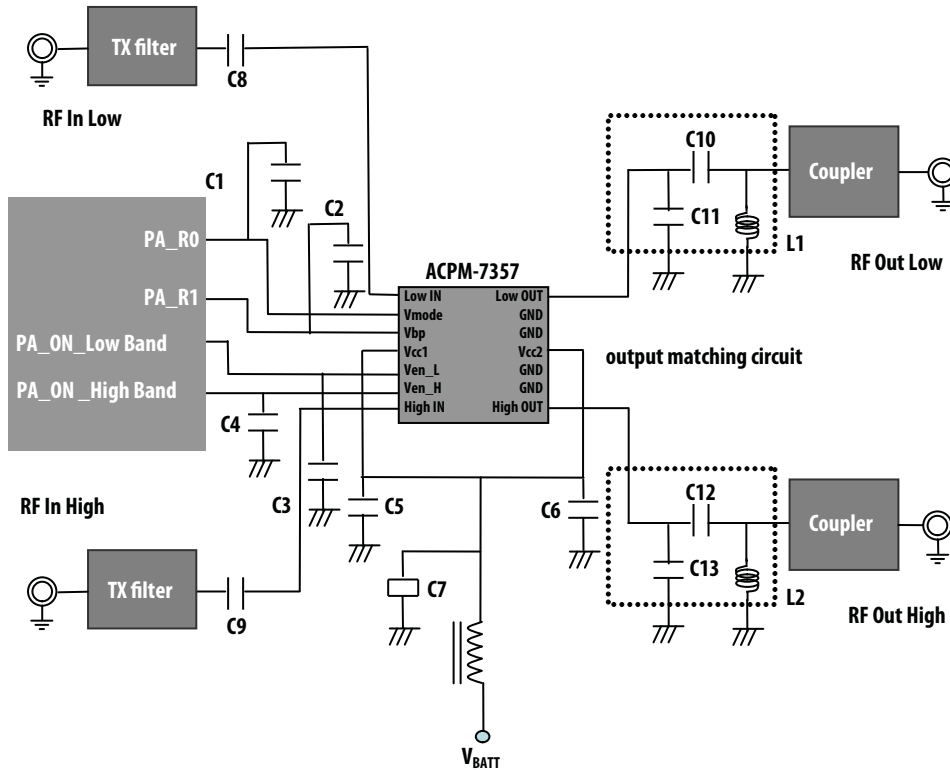 TX filter
C8
RF In Low
C10
Coupler
C1
C11
C2
PA_R0
L1
RF Out Low
ACPM-7357
PA_R1
Low IN
Low OUT
Vmode
GND
Vbp
GND
PA_ON_Low Band
Vcc1
Vcc2
output matching circuit
Ven_L
GND
PA_ON _High Band
Ven_H
GND
High IN
High OUT
C4
RF In High
C3
C5
C6
C12
Coupler
C13
TX filter
C7
L2
C9
RF Out High
VBATT